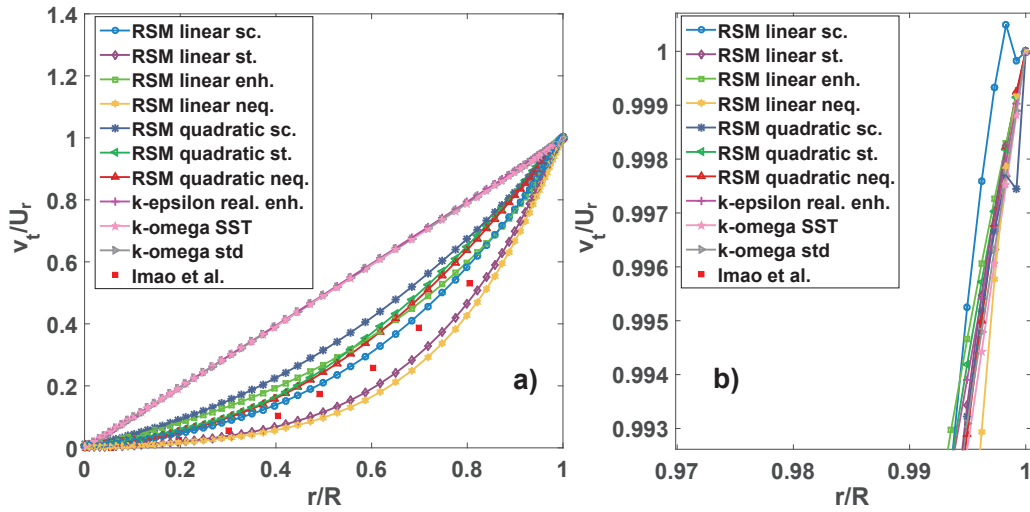 1.4
1.2
1
0.8
0.6
0.4
0.2
0
v_t/U_r
RSM linear sc.
RSM linear st.
RSM linear enh.
RSM linear neq.
RSM quadratic sc.
RSM quadratic st.
RSM quadratic neq.
k-epsilon real. enh.
k-omega SST
k-omega std
Imao et al.
a)
0 0.2 0.4 0.6 0.8 1
r/R
1
0.999
0.998
0.997
0.996
0.995
0.994
0.993
v_t/U_r
RSM linear sc.
RSM linear st.
RSM linear enh.
RSM linear neq.
RSM quadratic sc.
RSM quadratic st.
RSM quadratic neq.
k-epsilon real. enh.
k-omega SST
k-omega std
Imao et al.
b)
0.97 0.98 0.99 1
r/R